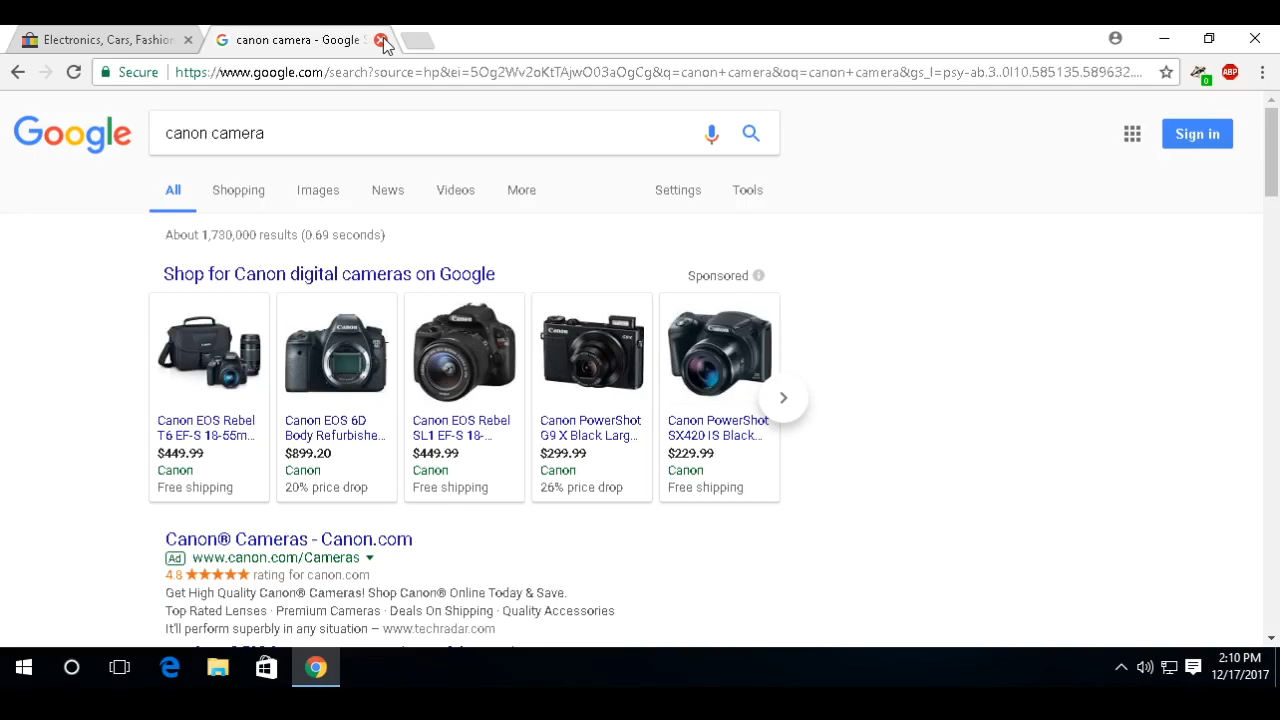 Electronics, Cars, Fashion
canon camera - Google S
Secure
https://www.google.com/search?source=hp&ei=5Og2Wv2oKtTAjwO03aOgCg&q=canon+camera&oq=canon+camera&gs_l=psy-ab.3..0l10.585135.589632....
0
ABP
Google
canon camera
Sign in
All Shopping Images News Videos More Settings Tools
About 1,730,000 results (0.69 seconds)
Shop for Canon digital cameras on Google
Sponsored
Canon EOS Rebel
T6 EF-S 18-55m...
$449.99
Canon
Free shipping
Canon EOS 6D
Body Refurbishe...
$899.20
Canon
20% price drop
Canon EOS Rebel
SL1 EF-S 18-...
$449.99
Canon
Free shipping
Canon PowerShot
G9 X Black Larg...
$299.99
Canon
26% price drop
Canon PowerShot
SX420 IS Black...
$229.99
Canon
Free shipping
Canon® Cameras - Canon.com
Ad www.canon.com/Cameras
4.8 ★★★★★ rating for canon.com
Get High Quality Canon® Cameras! Shop Canon® Online Today & Save.
Top Rated Lenses · Premium Cameras · Deals On Shipping · Quality Accessories
It'll perform superbly in any situation – www.techradar.com
2:10 PM
12/17/2017